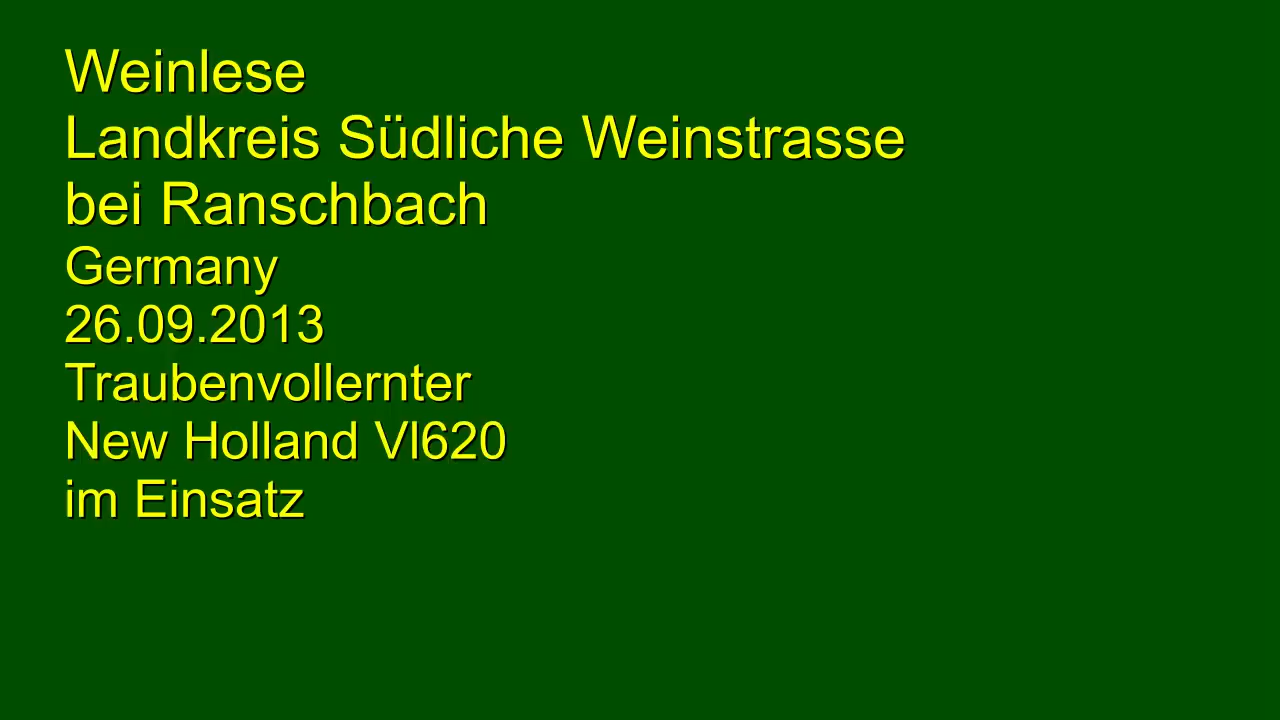 Weinlese
Landkreis Südliche Weinstrasse
bei Ranschbach
Germany
26.09.2013
Traubenvollernter
New Holland Vl620
im Einsatz